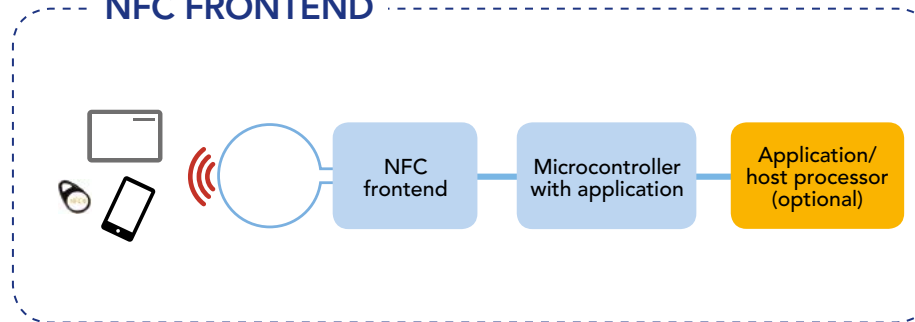 NFC FRONTEND
NFC
frontend
Microcontroller
with application
Application/
host processor
(optional)